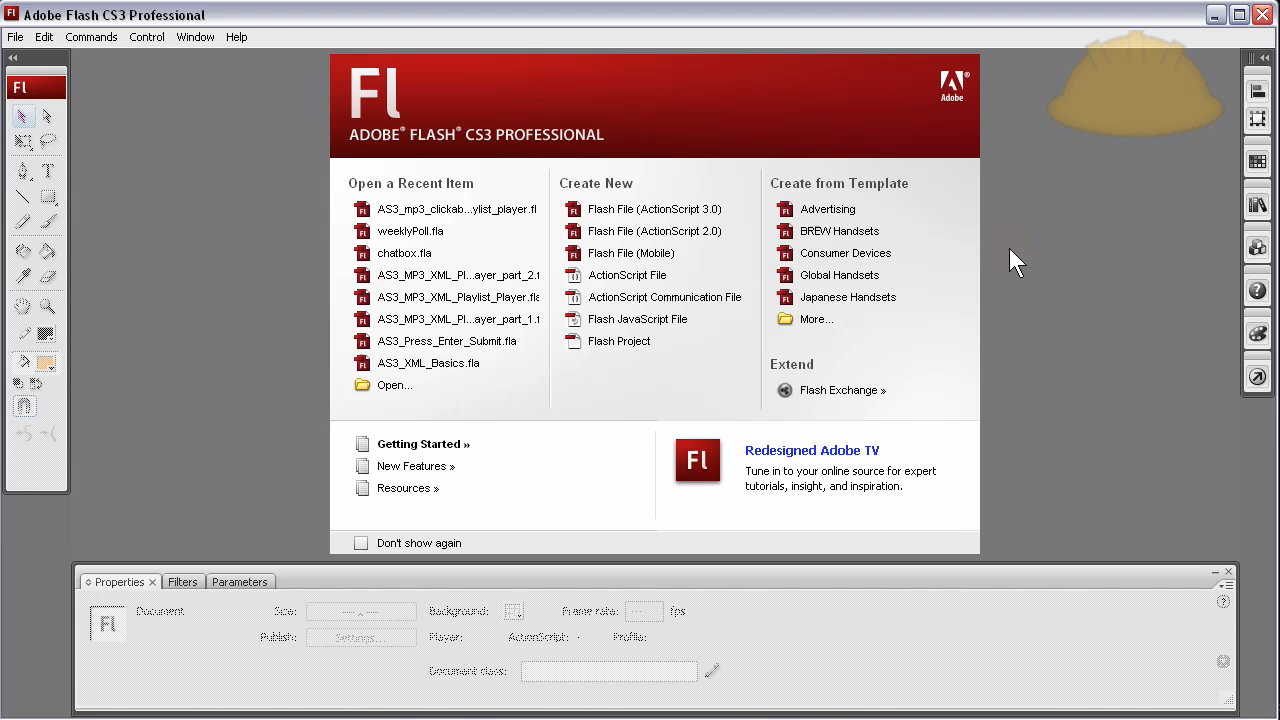 Fl Adobe Flash CS3 Professional
File Edit Commands Control Window Help
Fl
Fl
Adobe®
ADOBE® FLASH® CS3 PROFESSIONAL
Open a Recent Item
AS3_mp3_clickab...ylist_player.fl
weeklyPoll.fla
chatbox.fla
AS3_MP3_XML_Pl...ayer_part_2.f
AS3_MP3_XML_Playlist_Player.fla
AS3_MP3_XML_Pl...ayer_part_1.f
AS3_Press_Enter_Submit.fla
AS3_XML_Basics.fla
Open...
Create New
Flash File (ActionScript 3.0)
Flash File (ActionScript 2.0)
Flash File (Mobile)
ActionScript File
ActionScript Communication File
Flash JavaScript File
Flash Project
Create from Template
Advertising
BREW Handsets
Consumer Devices
Global Handsets
Japanese Handsets
More...
Extend
Flash Exchange »
Getting Started »
New Features »
Resources »
Fl
Redesigned Adobe TV
Tune in to your online source for expert
tutorials, insight, and inspiration.
Don't show again
Properties Filters Parameters
Fl
Document Size: Background: Frame rate: fps
Publish: Settings... Player: ActionScript: Profile:
Document class: